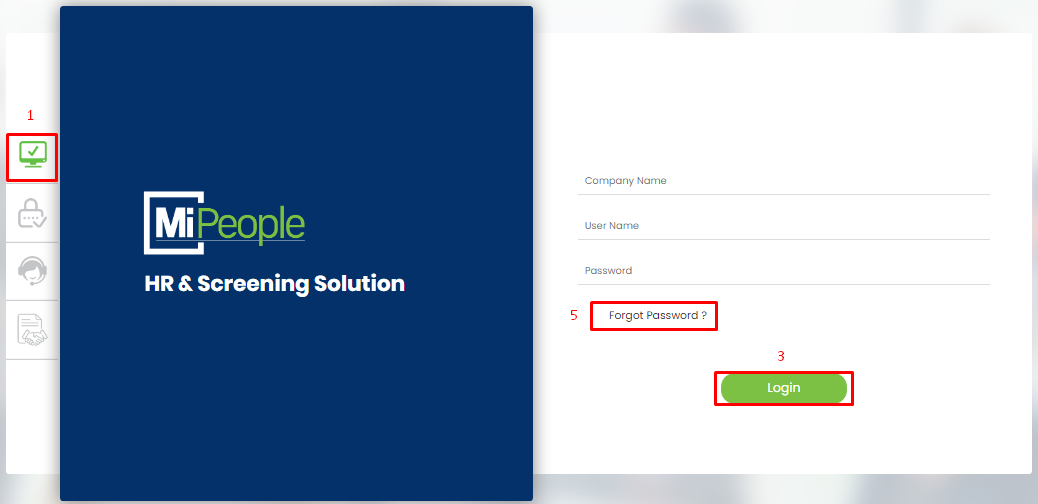 1
MiPeople
HR & Screening Solution
Company Name
User Name
Password
5 Forgot Password ?
3
Login